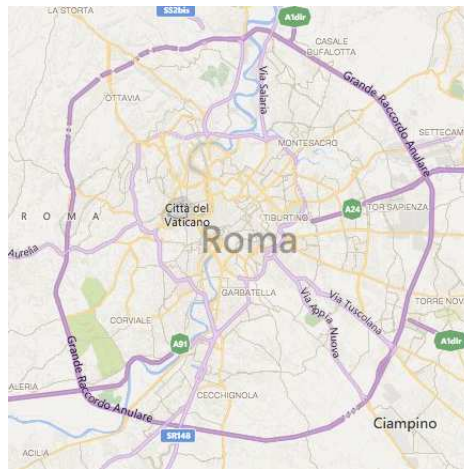 LA STORTA
SS2bis
A1dir
CASALE
BUFALOTTA
Via Salaria
Grande Raccordo Anulare
OTTAVIA
MONTESACRO
SETTECAM
Città del
Vaticano
A24
TOR SAPIENZA
TIBURTINO
ROMA
Roma
Aurelia
GARBATELLA
Via Tuscolana
Via Appia Nuova
TORRE NOV
CORVIALE
A91
A1dir
Grande Raccordo Anulare
ALERIA
CECCHIGNOLA
Ciampino
SR148
ACILIA